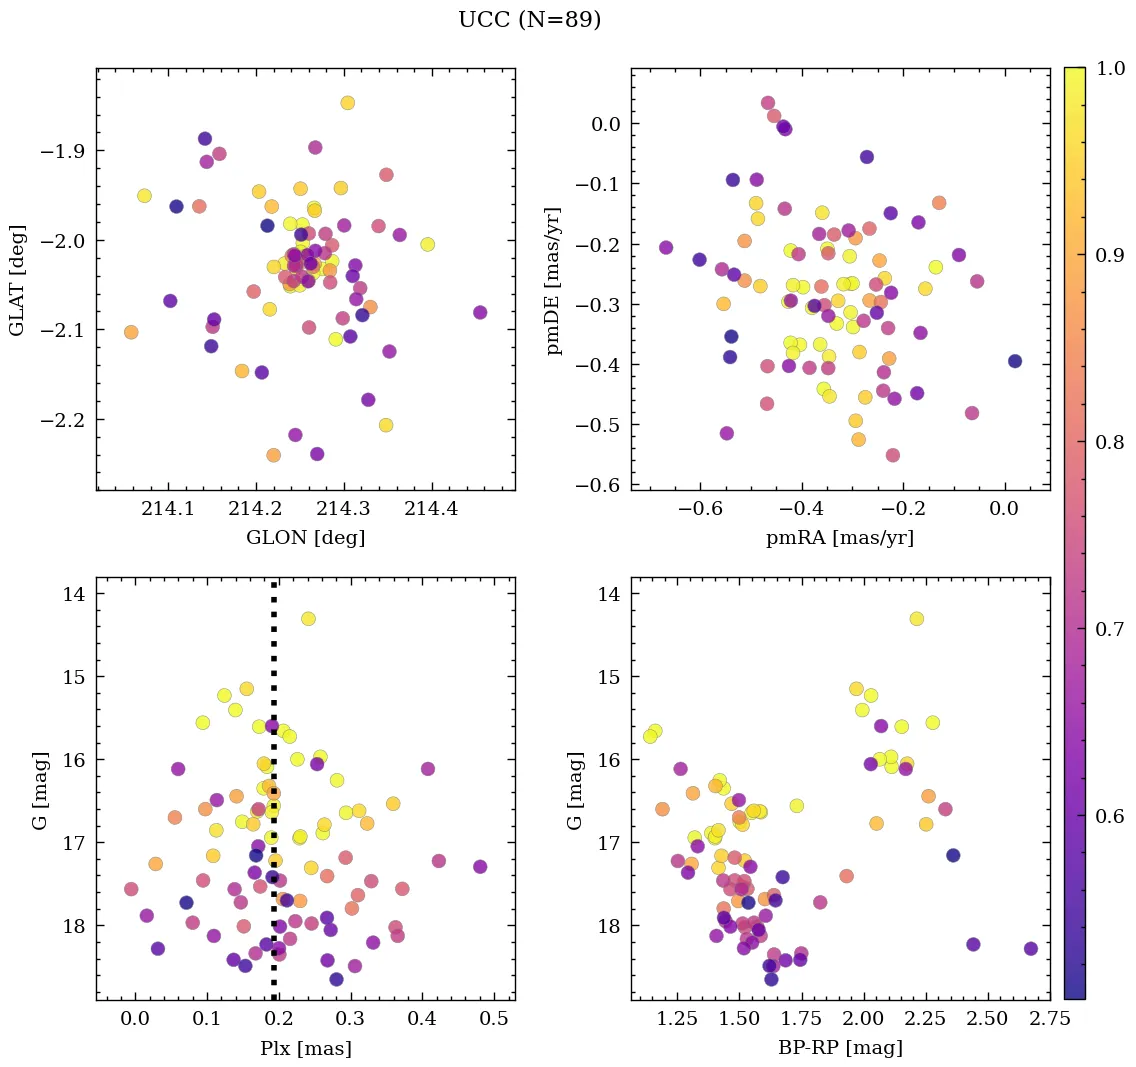 UCC (N=89)
−1.9
−2.0
−2.1
−2.2
GLAT [deg]
214.1 214.2 214.3 214.4
GLON [deg]
0.0
−0.1
−0.2
−0.3
−0.4
−0.5
−0.6
pmDE [mas/yr]
−0.6 −0.4 −0.2 0.0
pmRA [mas/yr]
1.0
0.9
0.8
0.7
0.6
14
15
16
17
18
G [mag]
0.0 0.1 0.2 0.3 0.4 0.5
Plx [mas]
14
15
16
17
18
G [mag]
1.25 1.50 1.75 2.00 2.25 2.50 2.75
BP-RP [mag]